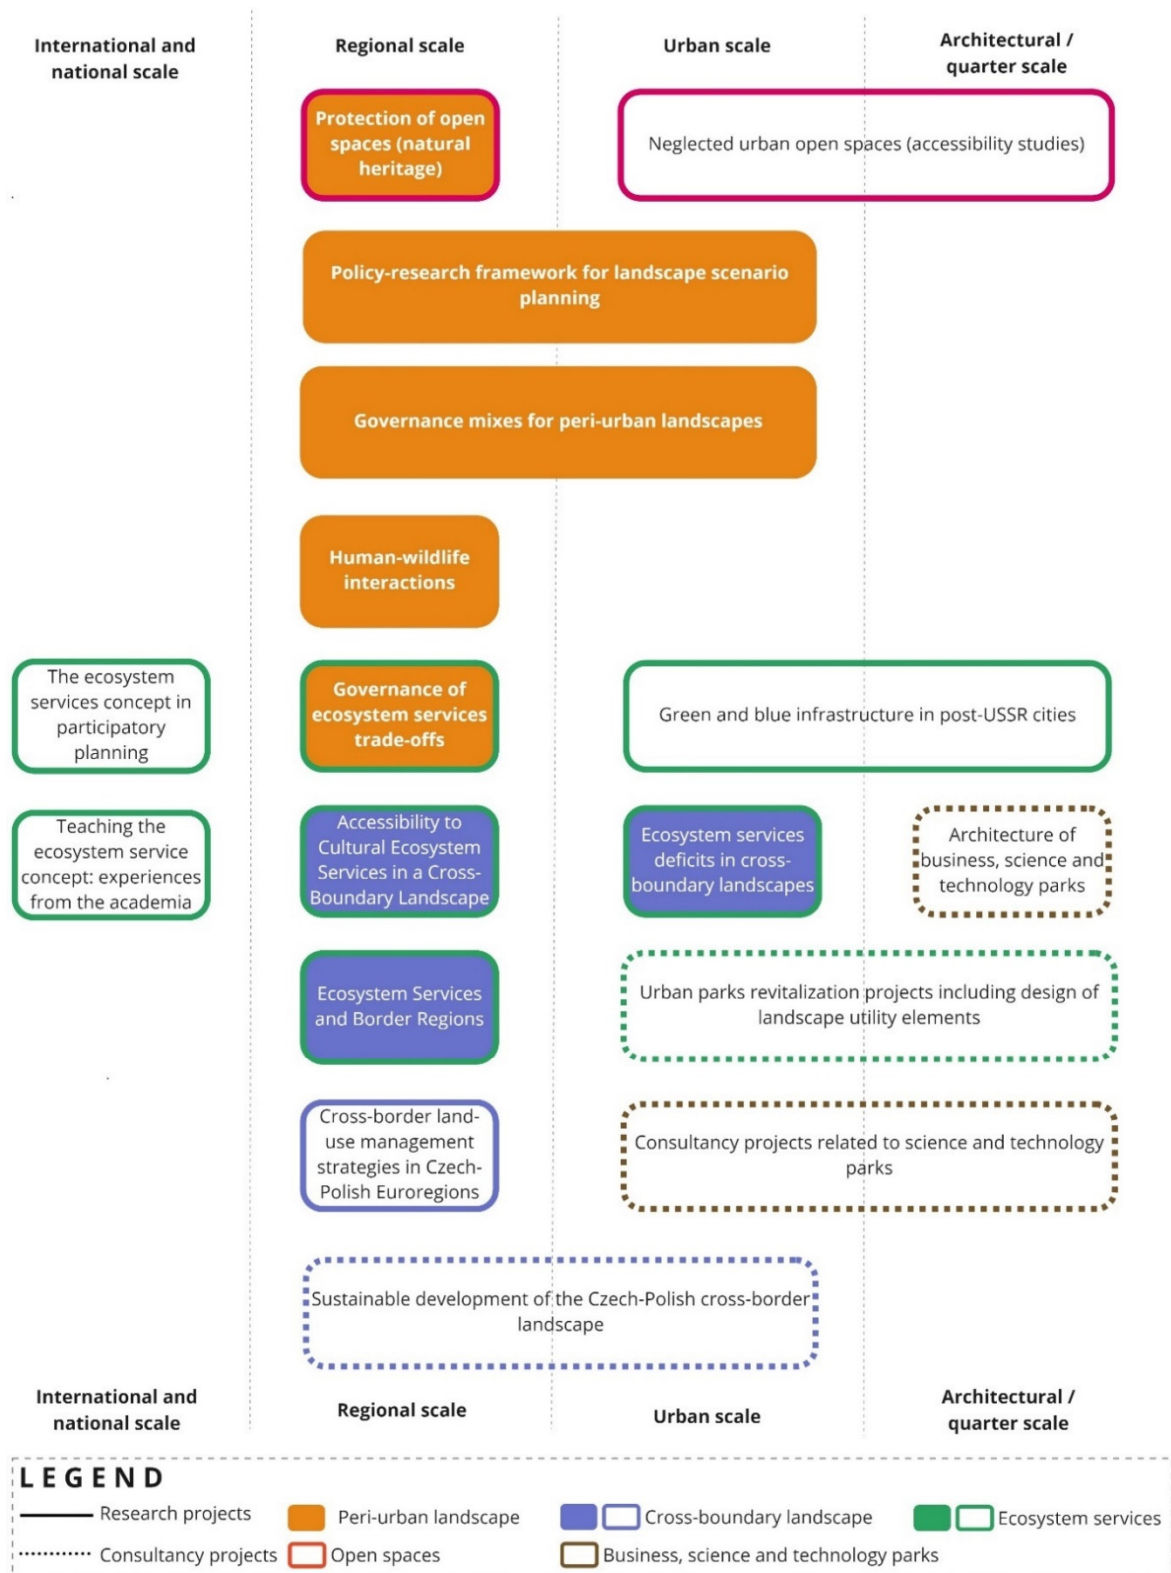 International and
national scale
Regional scale
Urban scale
Architectural /
quarter scale
Protection of open
spaces (natural
heritage)
Neglected urban open spaces (accessibility studies)
Policy-research framework for landscape scenario
planning
Governance mixes for peri-urban landscapes
Human-wildlife
interactions
The ecosystem
services concept in
participatory
planning
Governance of
ecosystem services
trade-offs
Green and blue infrastructure in post-USSR cities
Teaching the
ecosystem service
concept: experiences
from the academia
Accessibility to
Cultural Ecosystem
Services in a Cross-
Boundary Landscape
Ecosystem services
deficits in cross-
boundary landscapes
Architecture of
business, science and
technology parks
Ecosystem Services
and Border Regions
Urban parks revitalization projects including design of
landscape utility elements
Cross-border land-
use management
strategies in Czech-
Polish Euroregions
Consultancy projects related to science and technology
parks
Sustainable development of the Czech-Polish cross-border
landscape
International and
national scale
Regional scale
Urban scale
Architectural /
quarter scale
LEGEND
Research projects
Peri-urban landscape
Cross-boundary landscape
Ecosystem services
Consultancy projects
Open spaces
Business, science and technology parks